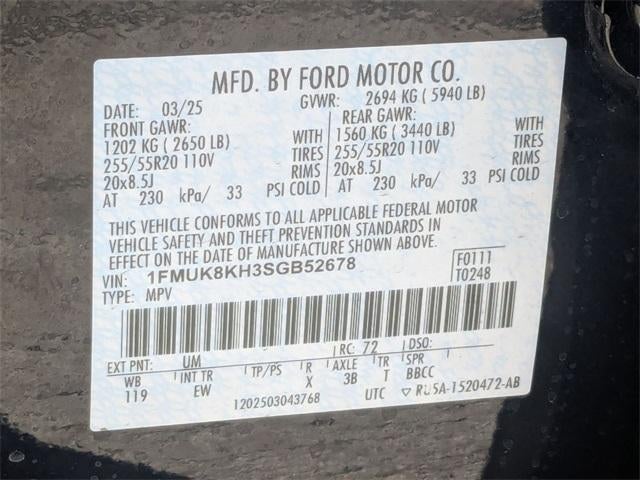 MFD. BY FORD MOTOR CO.
DATE: 03/25 GVWR: 2694 KG ( 5940 LB)
FRONT GAWR: REAR GAWR:
1202 KG ( 2650 LB) WITH 1560 KG ( 3440 LB) WITH
255/55R20 110V TIRES 255/55R20 110V TIRES
20x8.5J RIMS 20x8.5J RIMS
AT 230 kPa/ 33 PSI COLD AT 230 kPa/ 33 PSI COLD
THIS VEHICLE CONFORMS TO ALL APPLICABLE FEDERAL MOTOR
VEHICLE SAFETY AND THEFT PREVENTION STANDARDS IN
EFFECT ON THE DATE OF MANUFACTURE SHOWN ABOVE.
VIN: 1FMUK8KH3SGB52678 F0111
TYPE: MPV T0248
EXT PNT: UM RC: 72 DSO:
WB INT TR TP/PS R AXLE TR SPR
119 EW X 3B T BBCC
1202503043768 UTC ▽ RU5A-1520472-AB